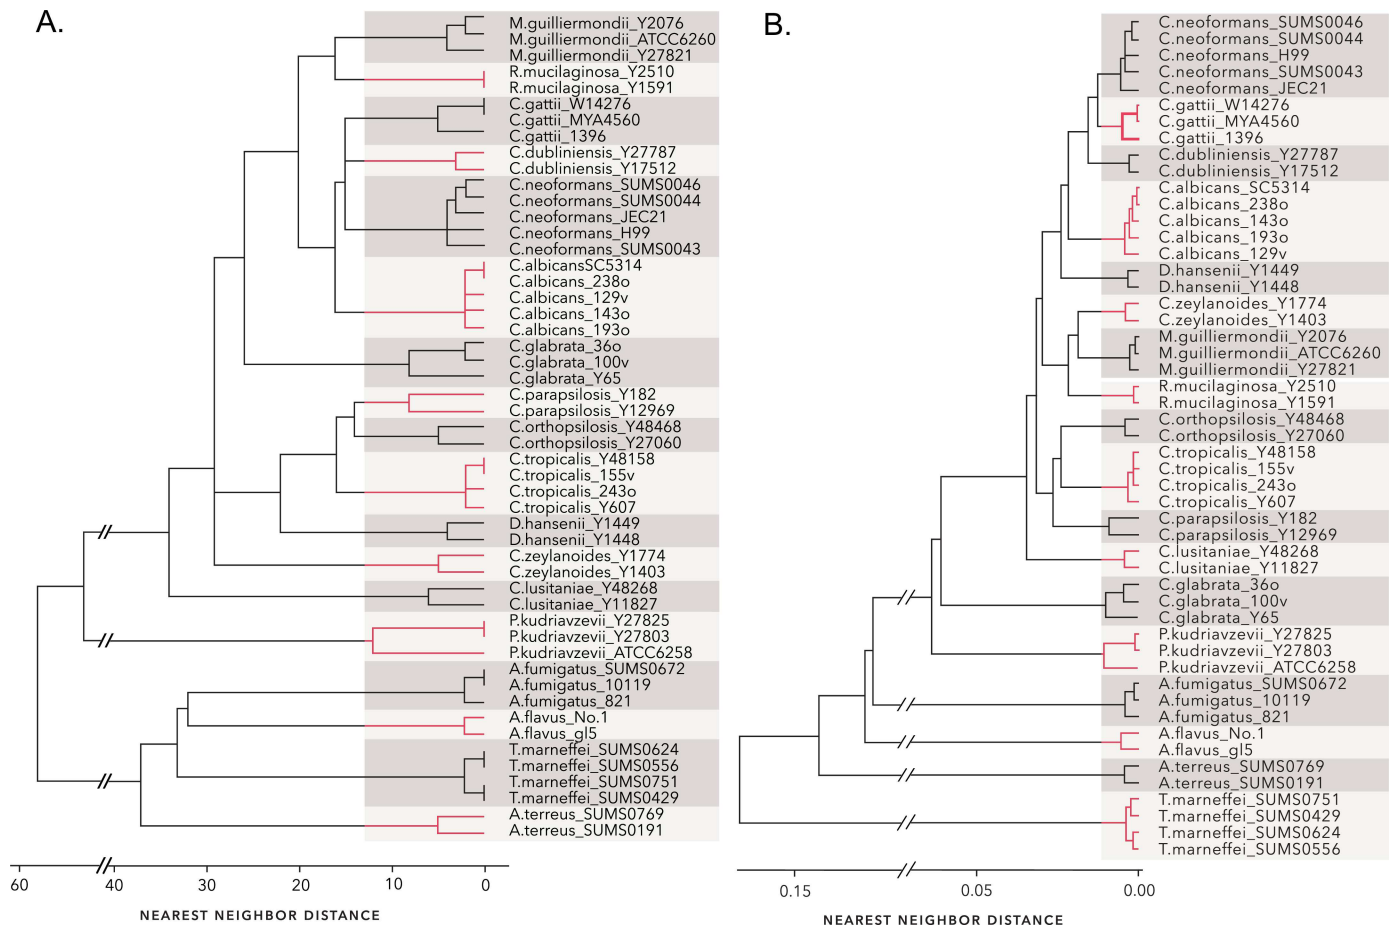 A.
M.guilliermondii_Y2076
M.guilliermondii_ATCC6260
M.guilliermondii_Y27821
R.mucilaginosa_Y2510
R.mucilaginosa_Y1591
C.gattii_W14276
C.gattii_MYA4560
C.gattii_1396
C.dubliniensis_Y27787
C.dubliniensis_Y17512
C.neoformans_SUMS0046
C.neoformans_SUMS0044
C.neoformans_JEC21
C.neoformans_H99
C.neoformans_SUMS0043
C.albicansSC5314
C.albicans_238o
C.albicans_129v
C.albicans_143o
C.albicans_193o
C.glabrata_36o
C.glabrata_100v
C.glabrata_Y65
C.parapsilosis_Y182
C.parapsilosis_Y12969
C.orthopsilosis_Y48468
C.orthopsilosis_Y27060
C.tropicalis_Y48158
C.tropicalis_155v
C.tropicalis_243o
C.tropicalis_Y607
D.hansenii_Y1449
D.hansenii_Y1448
C.zeylanoides_Y1774
C.zeylanoides_Y1403
C.lusitaniae_Y48268
C.lusitaniae_Y11827
P.kudriavzevii_Y27825
P.kudriavzevii_Y27803
P.kudriavzevii_ATCC6258
A.fumigatus_SUMS0672
A.fumigatus_10119
A.fumigatus_821
A.flavus_No.1
A.flavus_gl5
T.marneffei_SUMS0624
T.marneffei_SUMS0556
T.marneffei_SUMS0751
T.marneffei_SUMS0429
A.terreus_SUMS0769
A.terreus_SUMS0191
60 40 30 20 10 0
NEAREST NEIGHBOR DISTANCE
B.
C.neoformans_SUMS0046
C.neoformans_SUMS0044
C.neoformans_H99
C.neoformans_SUMS0043
C.neoformans_JEC21
C.gattii_W14276
C.gattii_MYA4560
C.gattii_1396
C.dubliniensis_Y27787
C.dubliniensis_Y17512
C.albicans_SC5314
C.albicans_238o
C.albicans_143o
C.albicans_193o
C.albicans_129v
D.hansenii_Y1449
D.hansenii_Y1448
C.zeylanoides_Y1774
C.zeylanoides_Y1403
M.guilliermondii_Y2076
M.guilliermondii_ATCC6260
M.guilliermondii_Y27821
R.mucilaginosa_Y2510
R.mucilaginosa_Y1591
C.orthopsilosis_Y48468
C.orthopsilosis_Y27060
C.tropicalis_Y48158
C.tropicalis_155v
C.tropicalis_243o
C.tropicalis_Y607
C.parapsilosis_Y182
C.parapsilosis_Y12969
C.lusitaniae_Y48268
C.lusitaniae_Y11827
C.glabrata_36o
C.glabrata_100v
C.glabrata_Y65
P.kudriavzevii_Y27825
P.kudriavzevii_Y27803
P.kudriavzevii_ATCC6258
A.fumigatus_SUMS0672
A.fumigatus_10119
A.fumigatus_821
A.flavus_No.1
A.flavus_gl5
A.terreus_SUMS0769
A.terreus_SUMS0191
T.marneffei_SUMS0751
T.marneffei_SUMS0429
T.marneffei_SUMS0624
T.marneffei_SUMS0556
0.15 0.05 0.00
NEAREST NEIGHBOR DISTANCE